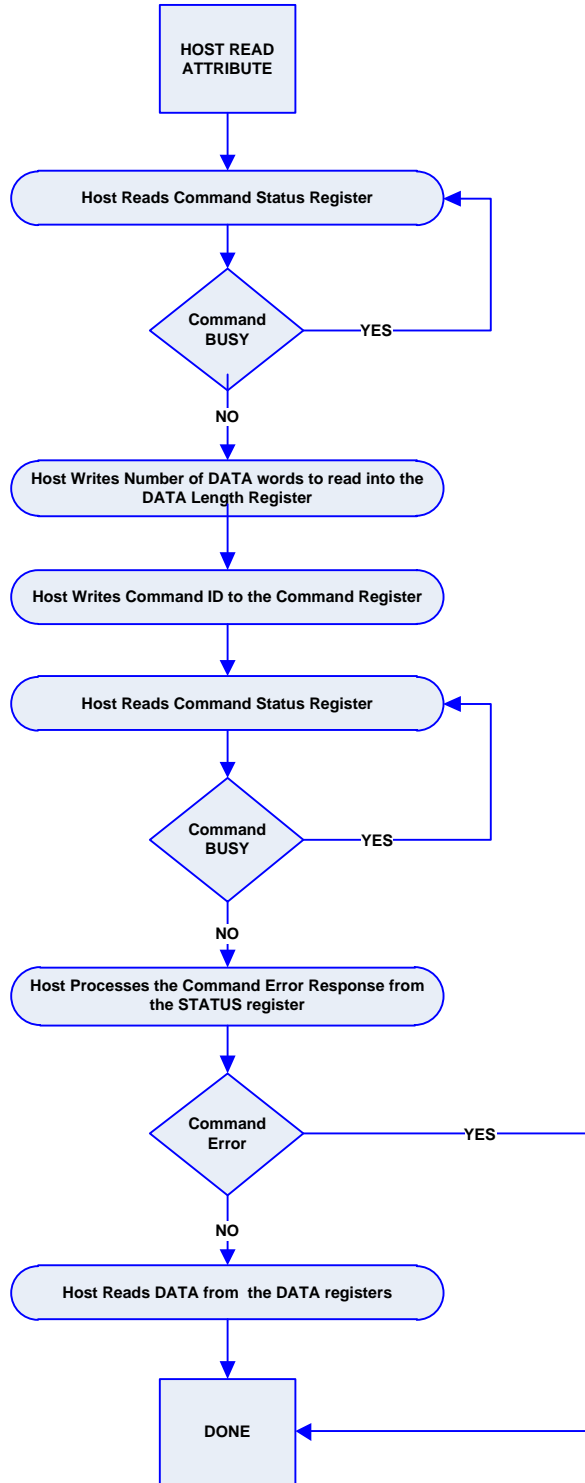 HOST READ
ATTRIBUTE
Host Reads Command Status Register
Command
BUSY
YES
NO
Host Writes Number of DATA words to read into the
DATA Length Register
Host Writes Command ID to the Command Register
Host Reads Command Status Register
Command
BUSY
YES
NO
Host Processes the Command Error Response from
the STATUS register
Command
Error
YES
NO
Host Reads DATA from the DATA registers
DONE